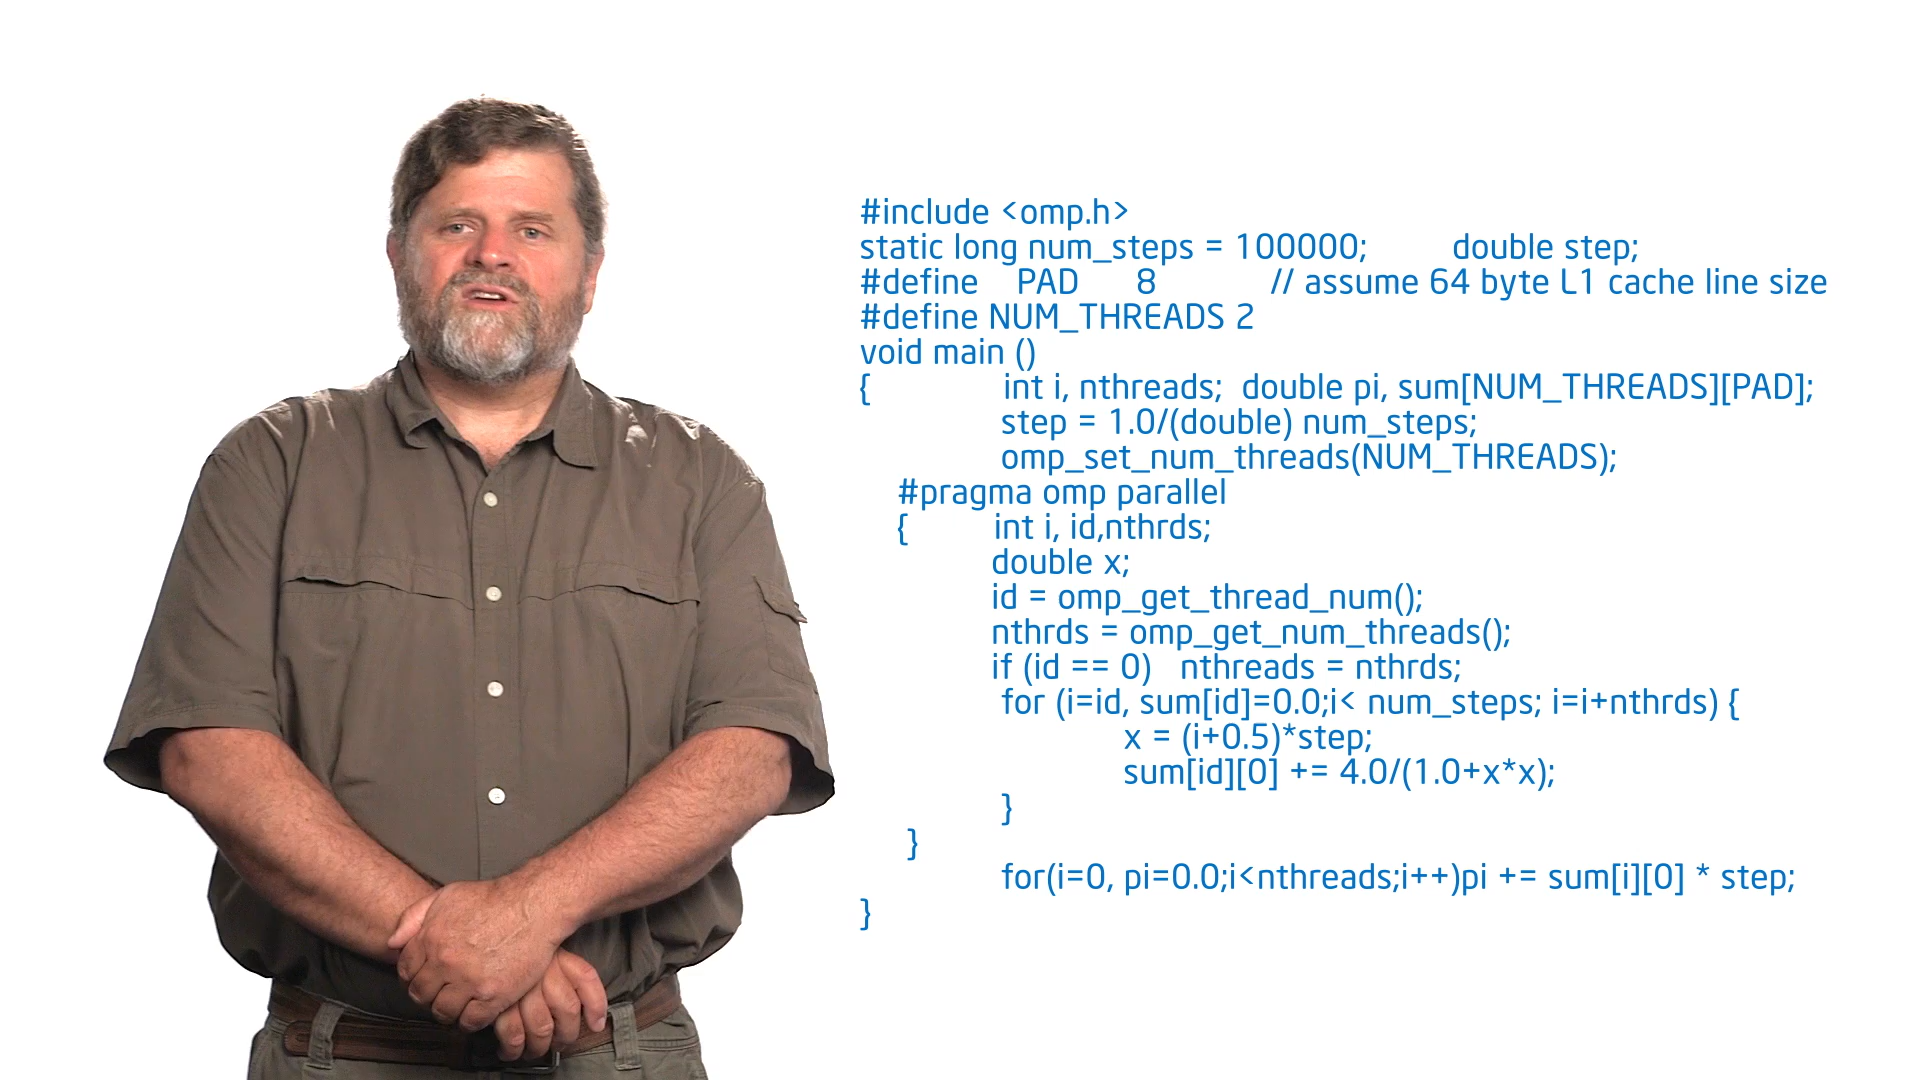 #include <omp.h>
static long num_steps = 100000; double step;
#define PAD 8 // assume 64 byte L1 cache line size
#define NUM_THREADS 2
void main ()
{ int i, nthreads; double pi, sum[NUM_THREADS][PAD];
step = 1.0/(double) num_steps;
omp_set_num_threads(NUM_THREADS);
#pragma omp parallel
{ int i, id,nthrds;
double x;
id = omp_get_thread_num();
nthrds = omp_get_num_threads();
if (id == 0) nthreads = nthrds;
for (i=id, sum[id]=0.0;i< num_steps; i=i+nthrds) {
x = (i+0.5)*step;
sum[id][0] += 4.0/(1.0+x*x);
}
}
for(i=0, pi=0.0;i<nthreads;i++)pi += sum[i][0] * step;
}